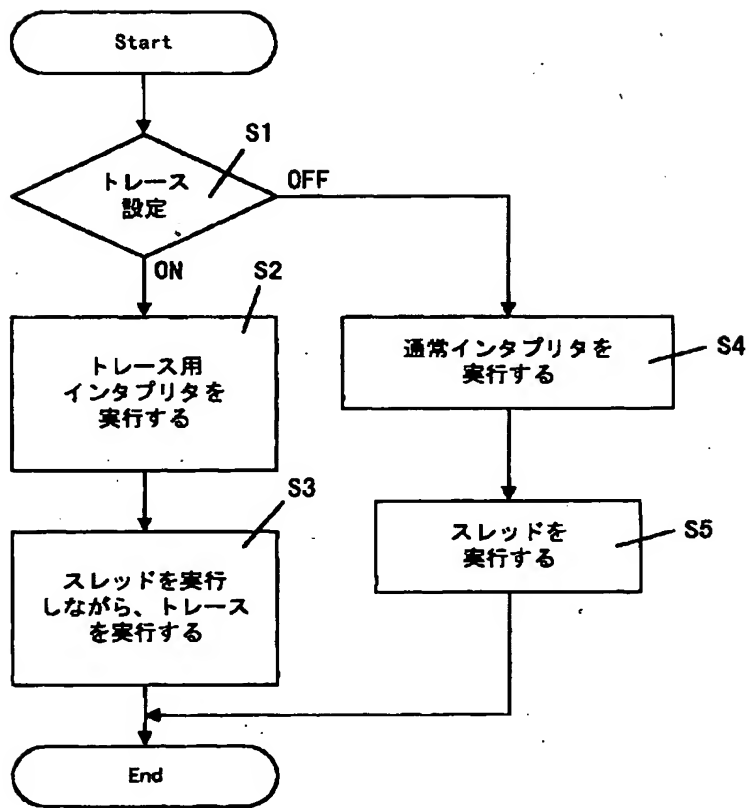 Start
S1
トレース
設定
OFF
ON
S2
トレース用
インタプリタを
実行する
通常インタプリタを
実行する
S4
S3
スレッドを実行
しながら、トレース
を実行する
スレッドを
実行する
S5
End